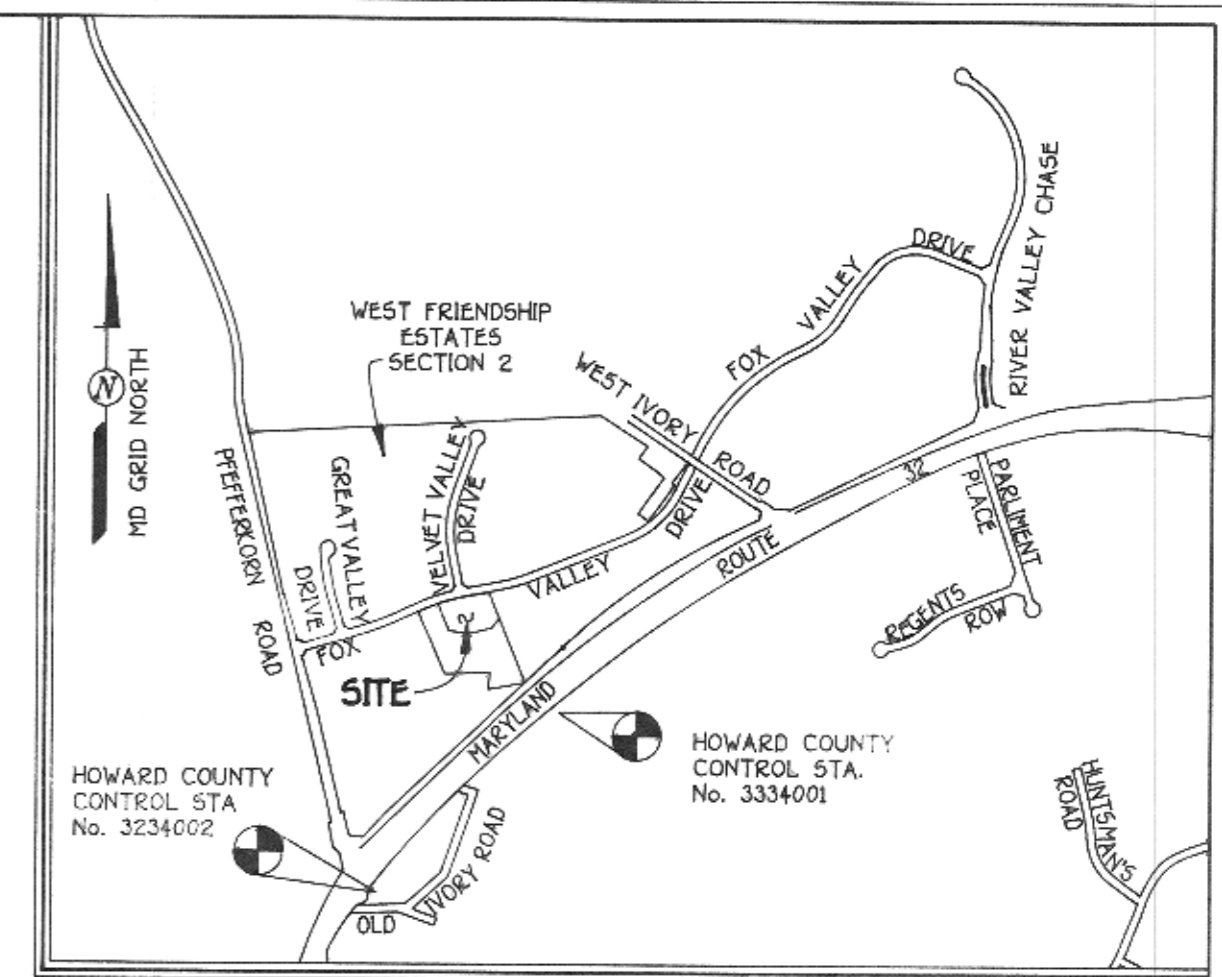 RIVER VALLEY CHASE
DRIVE
VALLEY
FOX
WEST FRIENDSHIP
ESTATES
SECTION 2
N
MD GRID NORTH
WEST IVORY
ROAD
PFEFFERKORN
ROAD
GREAT VALLEY
DRIVE
VELVET VALLEY
DRIVE
DRIVE
VALLEY
FOX
2
SITE
32
ROUTE
MARYLAND
PARLIMENT
PLACE
REGENTS
ROW
HOWARD COUNTY
CONTROL STA.
No. 3334001
HOWARD COUNTY
CONTROL STA
No. 3234002
HUNTSMAN'S
ROAD
OLD
IVORY ROAD